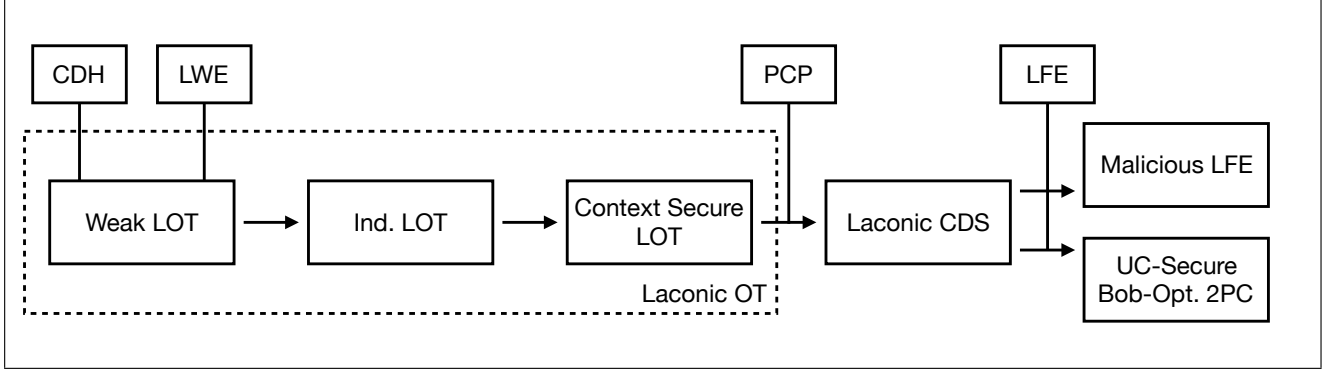 CDH
LWE
PCP
LFE
Weak LOT
Ind. LOT
Context Secure
LOT
Laconic OT
Laconic CDS
Malicious LFE
UC-Secure
Bob-Opt. 2PC